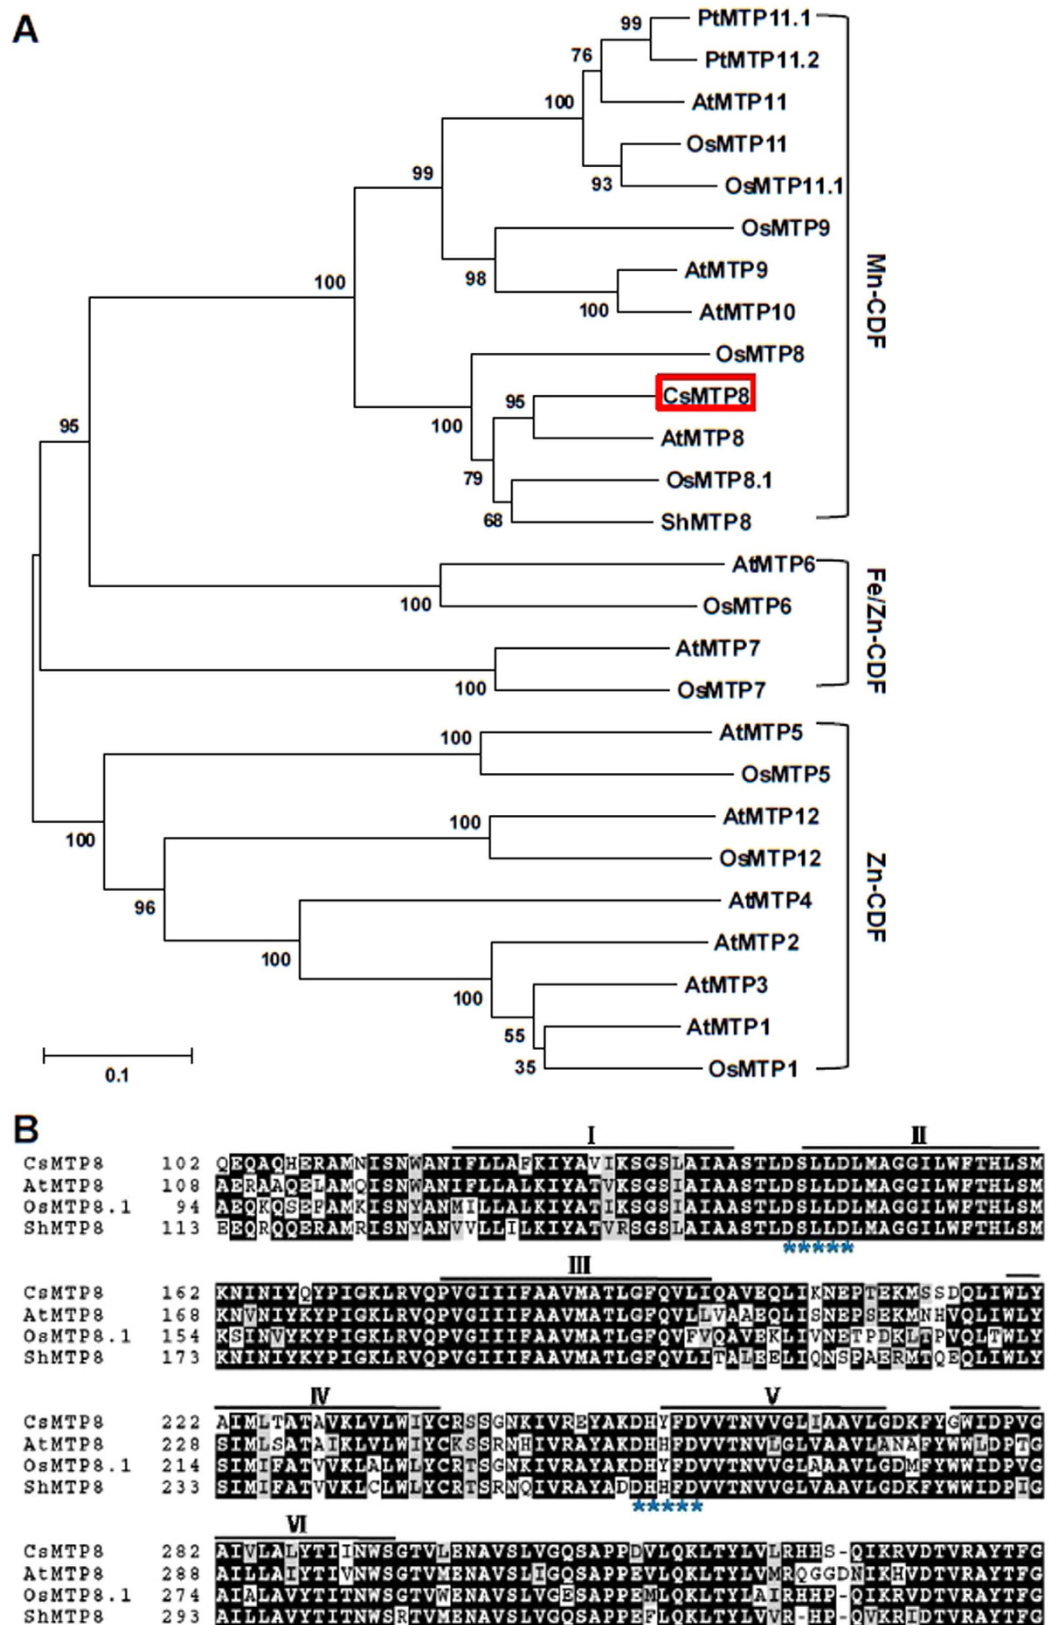 A
PtMTP11.1
99
PtMTP11.2
76
AtMTP11
100
OsMTP11
93
OsMTP11.1
99
OsMTP9
98
AtMTP9
100
AtMTP10
100
OsMTP8
95
CsMTP8
100
AtMTP8
79
OsMTP8.1
68
ShMTP8
Mn-CDF
95
AtMTP6
100
OsMTP6
AtMTP7
100
OsMTP7
Fe/Zn-CDF
100
AtMTP5
OsMTP5
100
100
AtMTP12
OsMTP12
96
AtMTP4
100
AtMTP2
100
AtMTP3
55
AtMTP1
35
OsMTP1
Zn-CDF
0.1
B
I II
CsMTP8 102 QEQAQHERAMNISNWANIFLLAFKIYAVIKSGSLAIAASTLDSLLDLMAGGILWFTHLSM
AtMTP8 108 AERAAQELAMQISNWANIFLLALKIYATVKSGSIAIAASTLDSLLDLMAGGILWFTHLSM
OsMTP8.1 94 AEQKQSEPAMKISNYANMILLALKIYATIKSGSIAIAASTLDSLLDLMAGGILWFTHLSM
ShMTP8 113 EEQRQQERAMRISNYANVVLLILKIYATVRSGSLAIAASTLDSLLDLMAGGILWFTHLSM
*****
III
CsMTP8 162 KNINIYQYPIGKLRVQPVGIIIFAAVMATLGFQVLIQAVEQLIKNEPTEKMSSDQLIWLY
AtMTP8 168 KNVNIYKYPIGKLRVQPVGIIIFAAVMATLGFQVLLVAAEQLISNEPSEKMNHVQLIWLY
OsMTP8.1 154 KSINVYKYPIGKLRVQPVGIIIFAAVMATLGFQVFVQAVEKLIVNETPDKLTPVQLTWLY
ShMTP8 173 KNINIYKYPIGKLRVQPVGIIIFAAVMATLGFQVLITALEELIQNSPAERMTQEQLIWLY
IV V
CsMTP8 222 AIMLTATAVKLVLWIYCRSSGNKIVREYAKDHYFDVVTNVVGLIAAVLGDKFYGWIDPVG
AtMTP8 228 SIMLSATAIKLVLWIYCKSSRNHIVRAYAKDHHFDVVTNVLGLVAAVLANAFYWWLDPTG
OsMTP8.1 214 SIMIFATVVKLALWLYCRTSGNKIVRAYAKDHYFDVVTNVVGLAAAVLGDMFYWWIDPVG
ShMTP8 233 SIMIFATVVKLCLWLYCRTSRNQIVRAYADDHHFDVVTNVVGLVAAVLGDKFYWWIDPIG
*****
VI
CsMTP8 282 AIVLALYTIINWSGTVLENAVSLVGQSAPPDVLQKLTYLVLRHHS-QIKRVDTVRAYTFG
AtMTP8 288 AILLAIYTIVNWSGTVMENAVSLIGQSAPPEVLQKLTYLVMRQGGDNIKHVDTVRAYTFG
OsMTP8.1 274 AIALAVYTITNWSGTVWENAVSLVGESAPPEMLQKLTYLAIRHHP-QIKRVDTVRAYTFG
ShMTP8 293 AILLAVYTITNWSRTVMENAVSLVGQSAPPEFLQKLTYLVVR-HP-QVKRIDTVRAYTFG